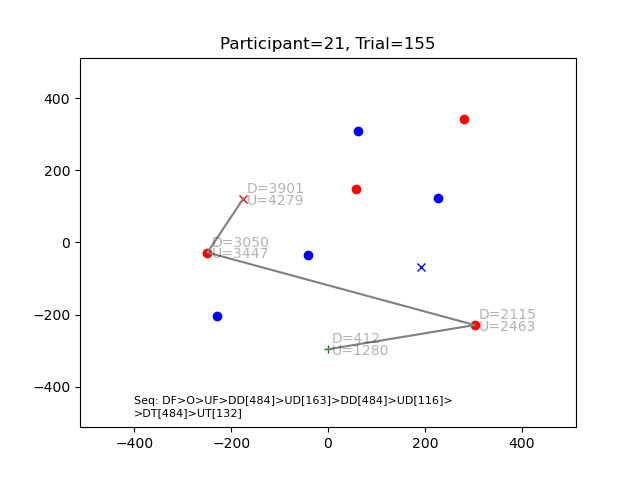 Participant=21, Trial=155
400
200
0
−200
−400
D=3901
U=4279
D=3050
U=3447
D=2115
U=2463
D=412
U=1280
Seq: DF>O>UF>DD[484]>UD[163]>DD[484]>UD[116]>
>DT[484]>UT[132]
−400
−200
0
200
400